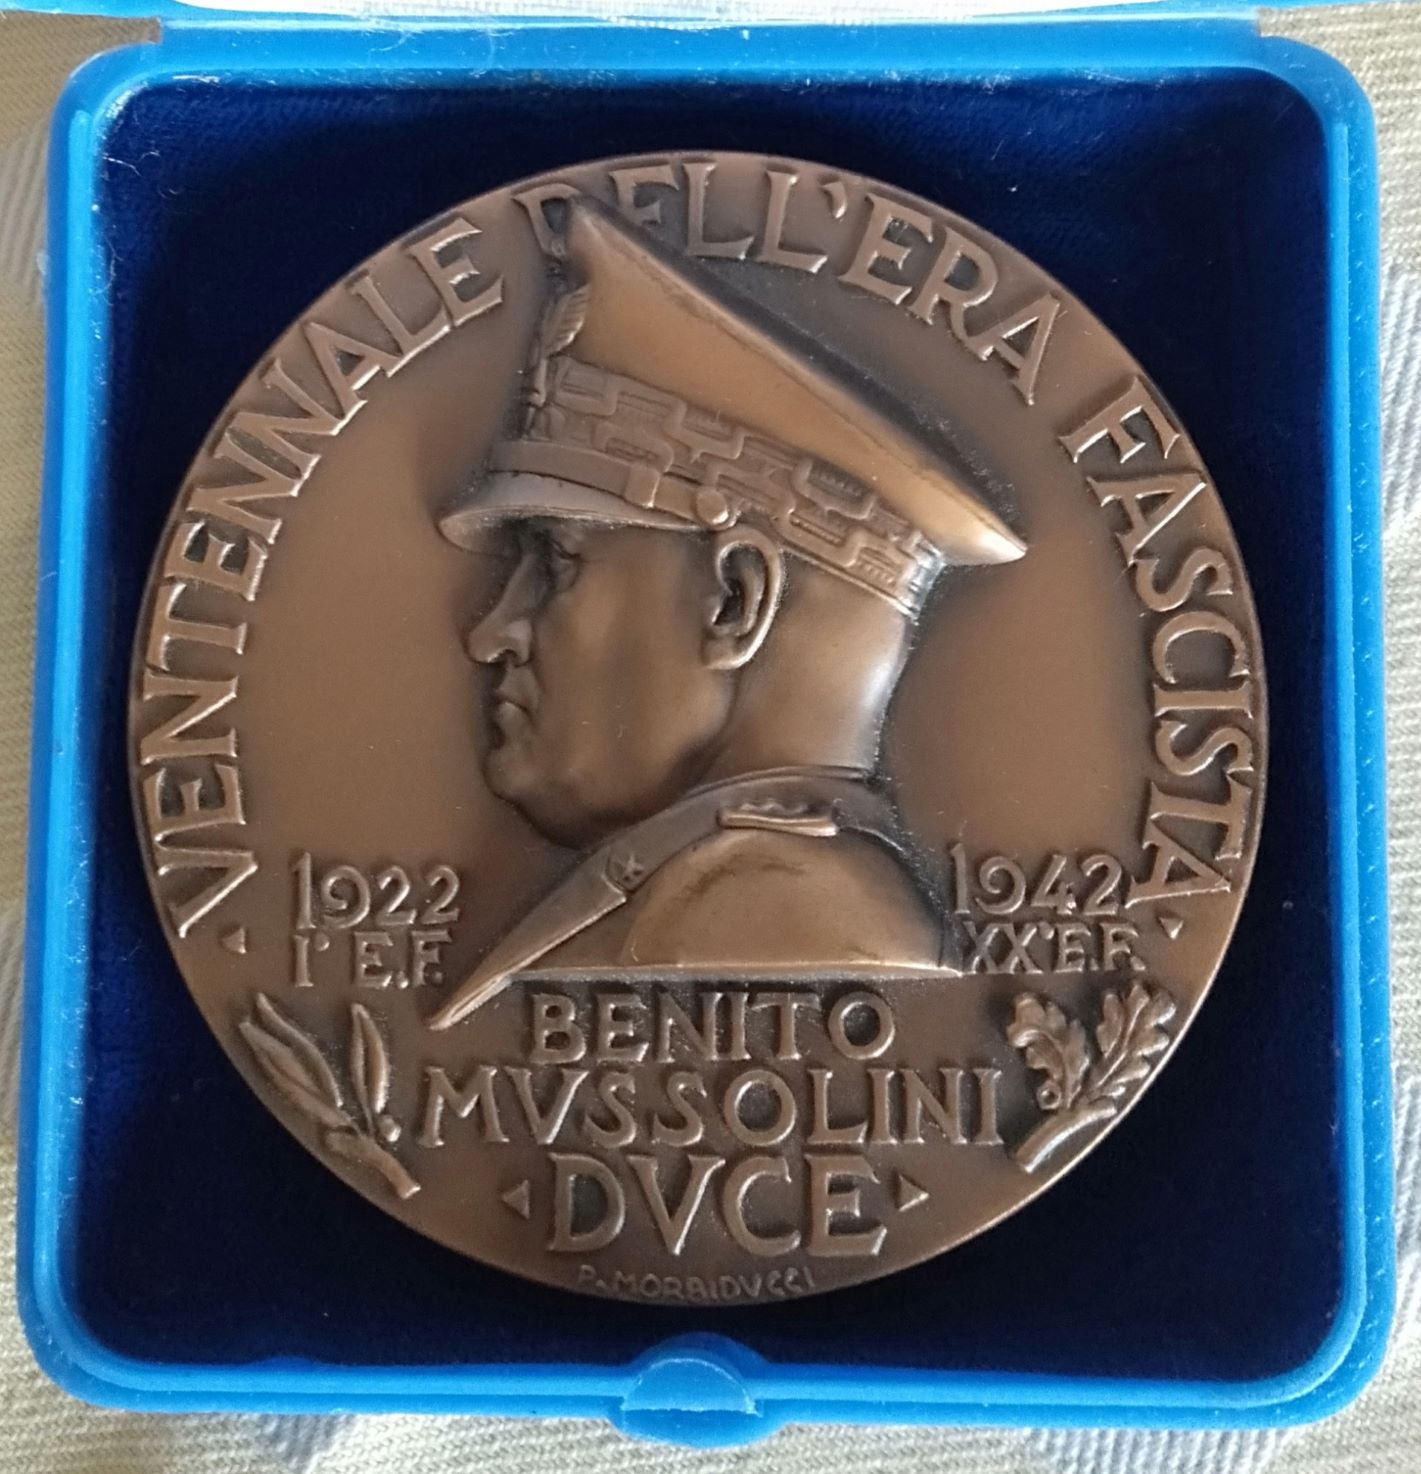 VENTENNALE DELL'ERA FASCISTA
1922
I° E.F.
1942
XX° E.F.
BENITO
MVSSOLINI
DVCE
P. MORBIDVCCI